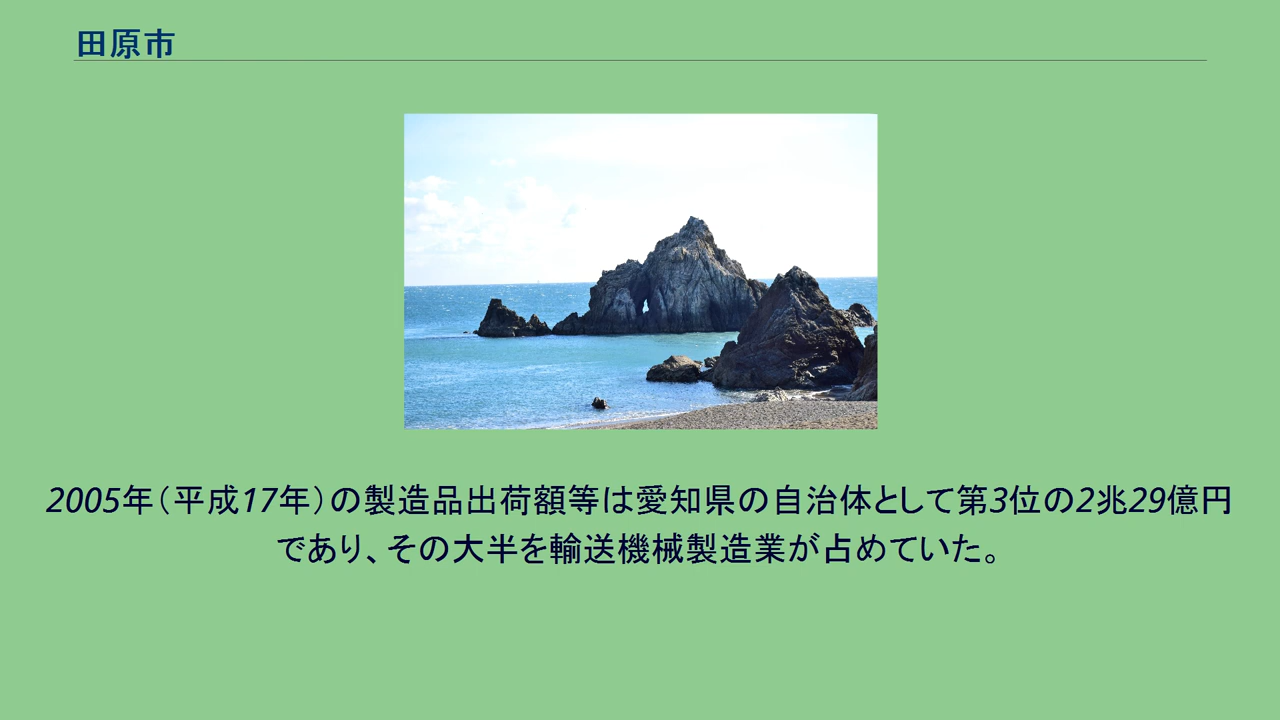 田原市
2005年（平成17年）の製造品出荷額等は愛知県の自治体として第3位の2兆29億円
であり、その大半を輸送機械製造業が占めていた。